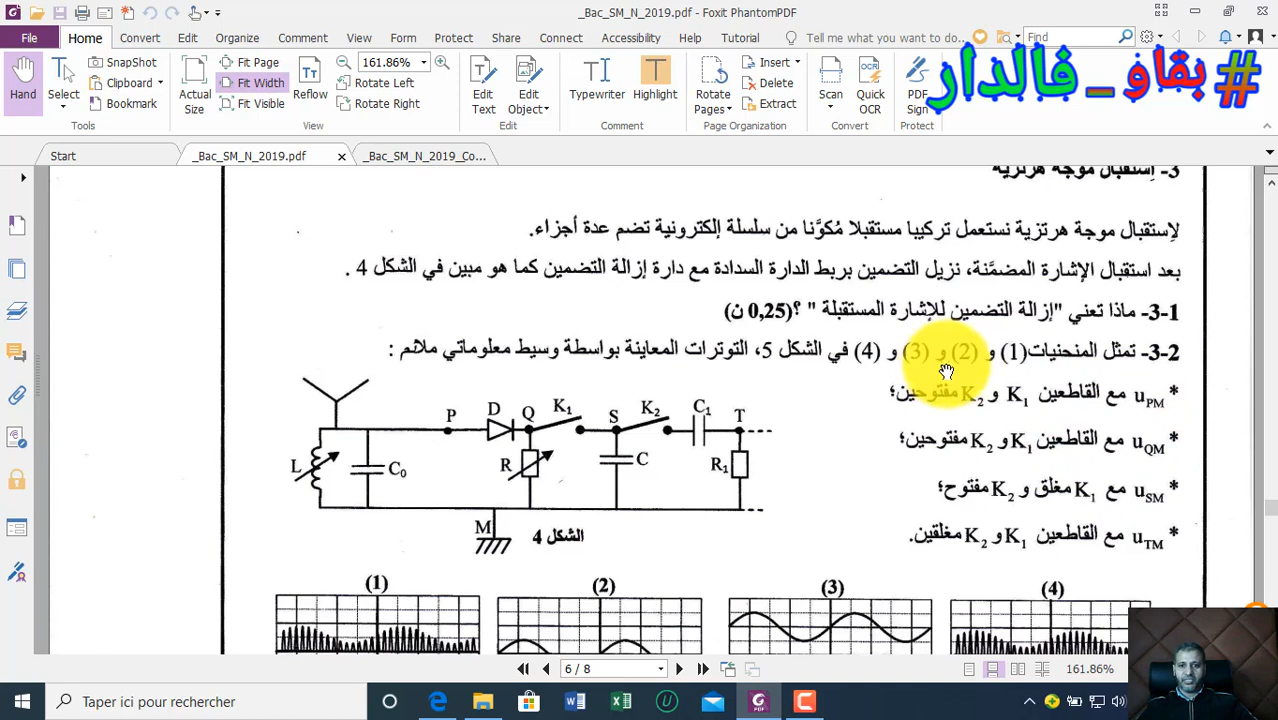 _Bac_SM_N_2019.pdf - Foxit PhantomPDF
File Home Convert Edit Organize Comment View Form Protect Share Connect Accessibility Help Tutorial Tell me what you want to do... Find
Hand
Select
SnapShot
Clipboard
Bookmark
Tools
Actual Size
Fit Page
Fit Width
Fit Visible
Reflow View
161.86%
Rotate Left
Rotate Right
View
Edit Text
Edit Object
Edit
Typewriter
Highlight
Comment
Rotate Pages
Insert
Delete
Extract
Page Organization
Scan
Quick OCR
Convert
PDF Sign
Protect
#بقاو_فالدار
Start
_Bac_SM_N_2019.pdf
_Bac_SM_N_2019_Co...
3- إستقبال موجة هرتزية
لإستقبال موجة هرتزية نستعمل تركيبا مستقبلا مُكوَّنا من سلسلة إلكترونية تضم عدة أجزاء.
بعد استقبال الإشارة المضمَّنة، نزيل التضمين بربط الدارة السدادة مع دارة إزالة التضمين كما هو مبين في الشكل 4 .
3-1- ماذا تعني "إزالة التضمين للإشارة المستقبلة " ؟(0,25 ن)
3-2- تمثل المنحنيات(1) و (2) و (3) و (4) في الشكل 5، التوترات المعاينة بواسطة وسيط معلوماتي ملائم :
* uPM مع القاطعين K1 و K2 مفتوحين؛
* uQM مع القاطعين K1 و K2 مفتوحين؛
* uSM مع K1 مغلق و K2 مفتوح؛
* uTM مع القاطعين K1 و K2 مغلقين.
P D Q K1 S K2 C1 T
L C0 R C R1
M
الشكل 4
(1) (2) (3) (4)
6 / 8
161.86%
Taper ici pour rechercher